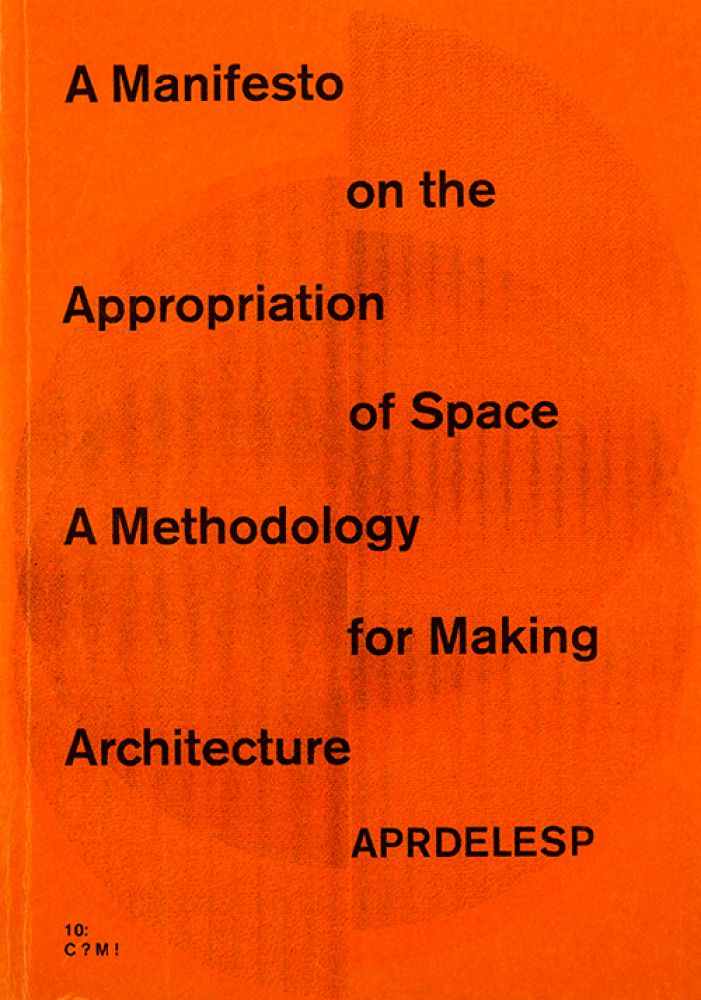 A Manifesto
on the
Appropriation
of Space
A Methodology
for Making
Architecture
APRDELESP
10:
C?M!